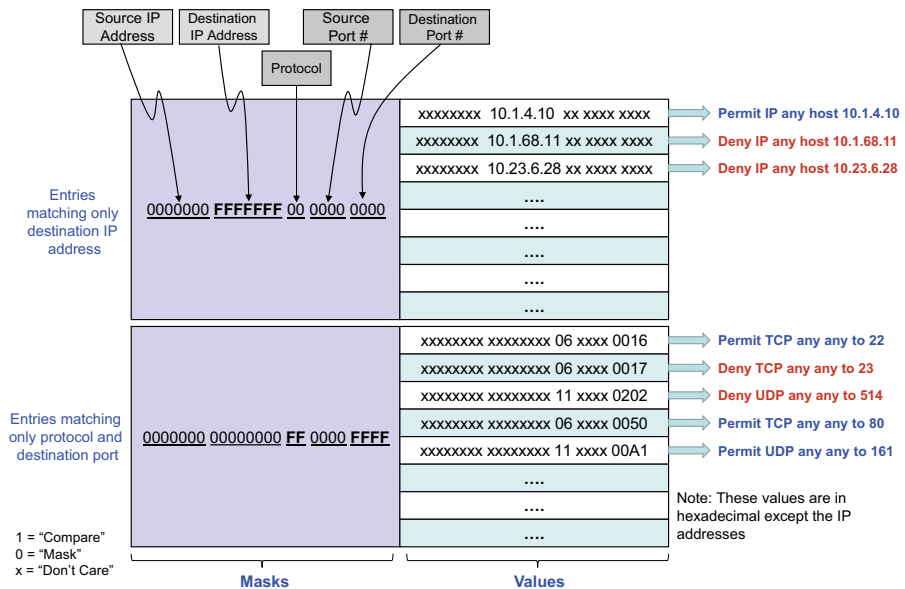 Source IP
Address
Destination
IP Address
Protocol
Source
Port #
Destination
Port #
Entries
matching only
destination IP
address
0000000 FFFFFFF 00 0000 0000
xxxxxxxx 10.1.4.10 xx xxxx xxxx
Permit IP any host 10.1.4.10
xxxxxxxx 10.1.68.11 xx xxxx xxxx
Deny IP any host 10.1.68.11
xxxxxxxx 10.23.6.28 xx xxxx xxxx
Deny IP any host 10.23.6.28
....
....
....
....
....
Entries matching
only protocol and
destination port
0000000 00000000 FF 0000 FFFF
xxxxxxxx xxxxxxxx 06 xxxx 0016
Permit TCP any any to 22
xxxxxxxx xxxxxxxx 06 xxxx 0017
Deny TCP any any to 23
xxxxxxxx xxxxxxxx 11 xxxx 0202
Deny UDP any any to 514
xxxxxxxx xxxxxxxx 06 xxxx 0050
Permit TCP any any to 80
xxxxxxxx xxxxxxxx 11 xxxx 00A1
Permit UDP any any to 161
....
....
....
Note: These values are in
hexadecimal except the IP
addresses
1 = “Compare”
0 = “Mask”
x = “Don’t Care”
Masks
Values